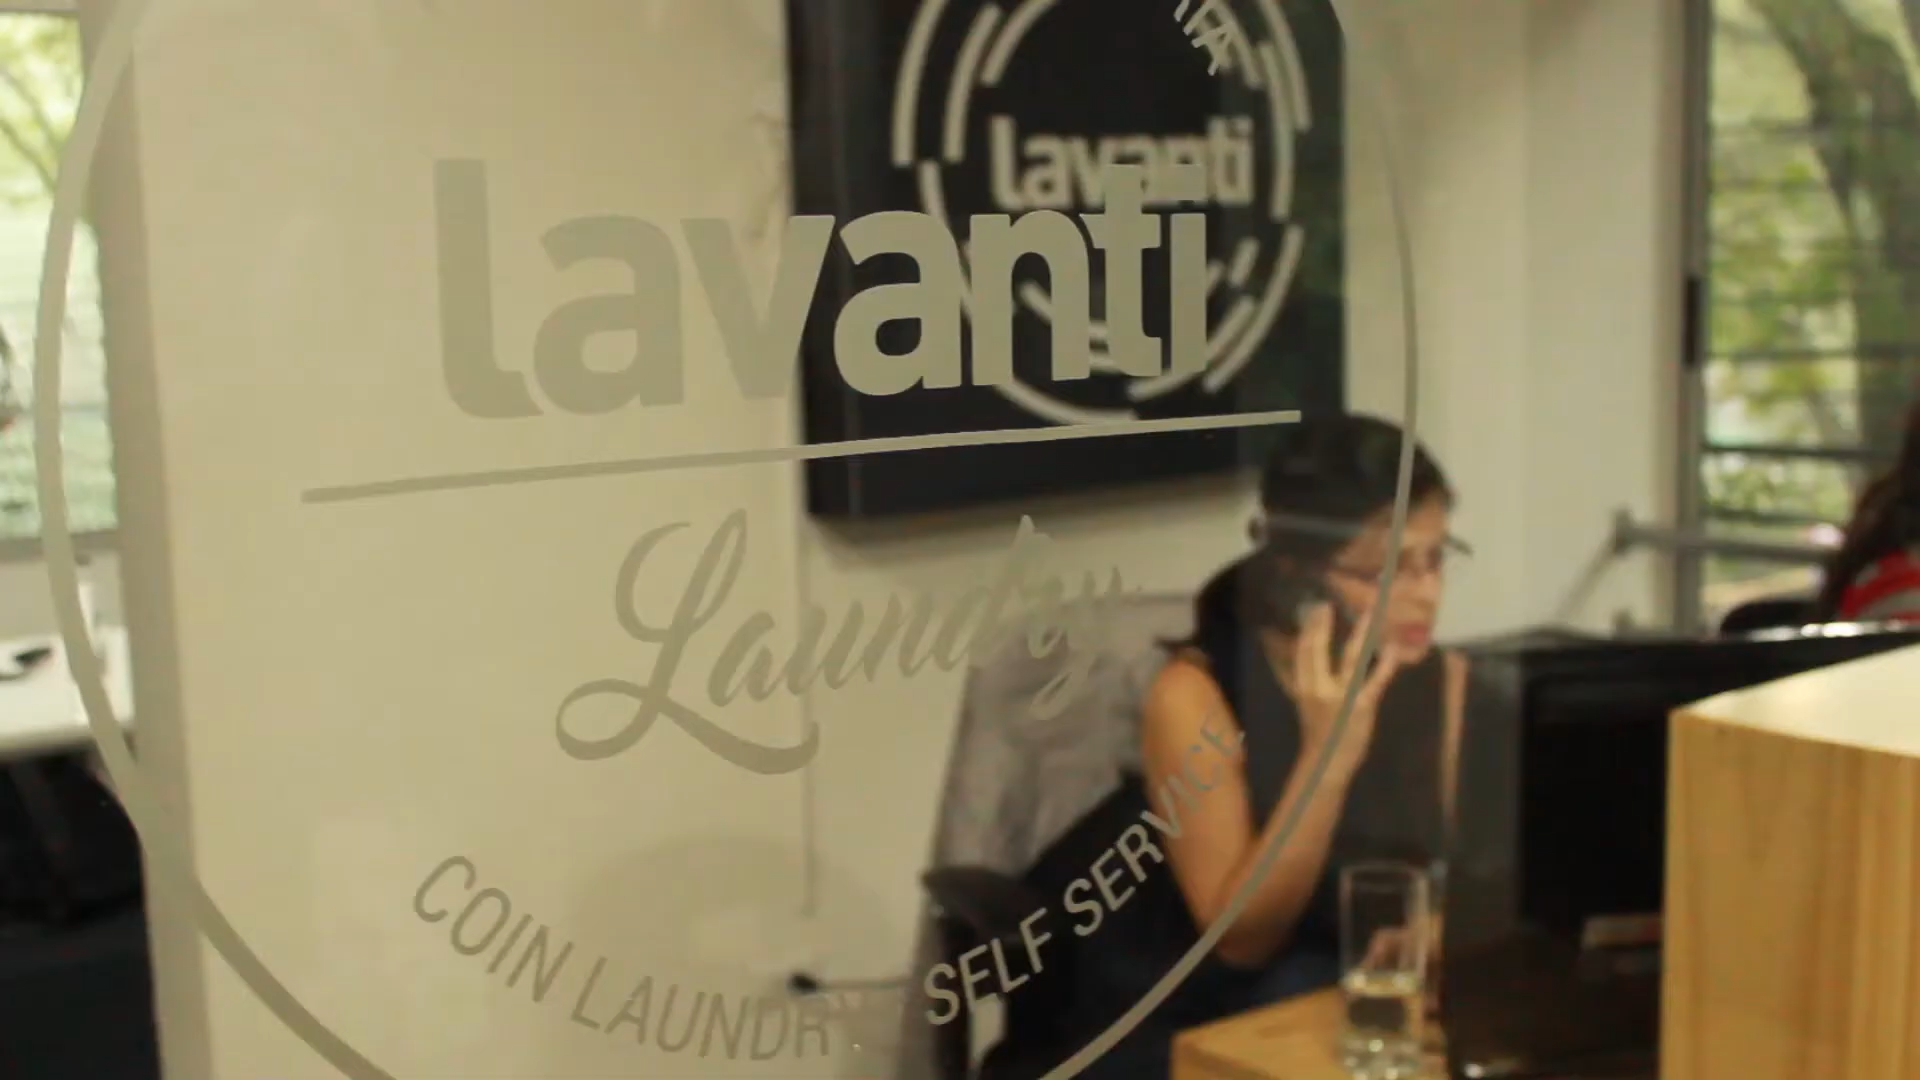 lavanti
lavanti
Laundry
COIN LAUNDRY
SELF SERVICE